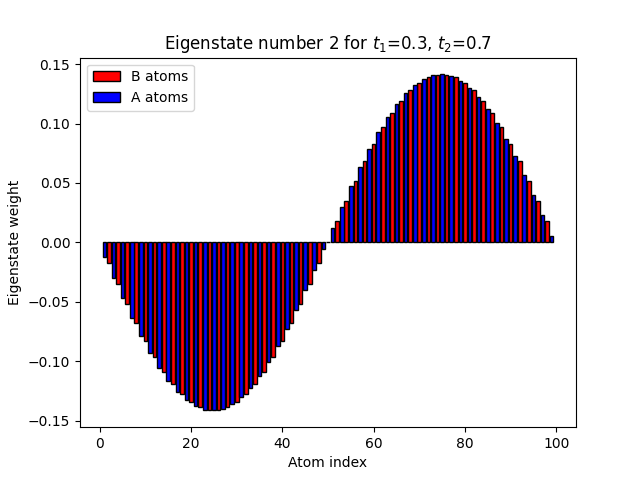 Eigenstate number 2 for t₁=0.3, t₂=0.7
B atoms
A atoms
Eigenstate weight
0.15
0.10
0.05
0.00
−0.05
−0.10
−0.15
0 20 40 60 80 100
Atom index